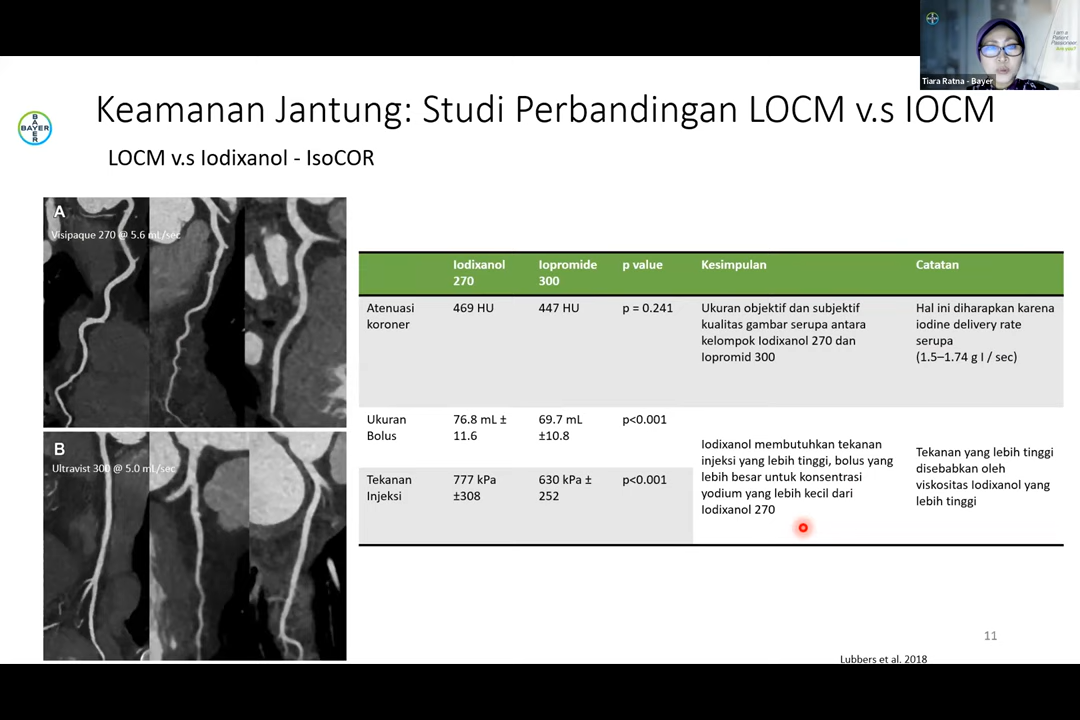 I am a
Patient
Passioneer.
Are you?
Tiara Ratna - Bayer
Keamanan Jantung: Studi Perbandingan LOCM v.s IOCM
BAYER
BAYER
LOCM v.s Iodixanol - IsoCOR
A
Visipaque 270 @ 5.6 mL/sec
B
Ultravist 300 @ 5.0 mL/sec
Iodixanol
270
Iopromide
300
p value
Kesimpulan
Catatan
Atenuasi
koroner
469 HU
447 HU
p = 0.241
Ukuran objektif dan subjektif
kualitas gambar serupa antara
kelompok Iodixanol 270 dan
Iopromid 300
Hal ini diharapkan karena
iodine delivery rate
serupa
(1.5–1.74 g I / sec)
Ukuran
Bolus
76.8 mL ±
11.6
69.7 mL
±10.8
p<0.001
Iodixanol membutuhkan tekanan
injeksi yang lebih tinggi, bolus yang
lebih besar untuk konsentrasi
yodium yang lebih kecil dari
Iodixanol 270
Tekanan yang lebih tinggi
disebabkan oleh
viskositas Iodixanol yang
lebih tinggi
Tekanan
Injeksi
777 kPa
±308
630 kPa ±
252
p<0.001
11
Lubbers et al. 2018